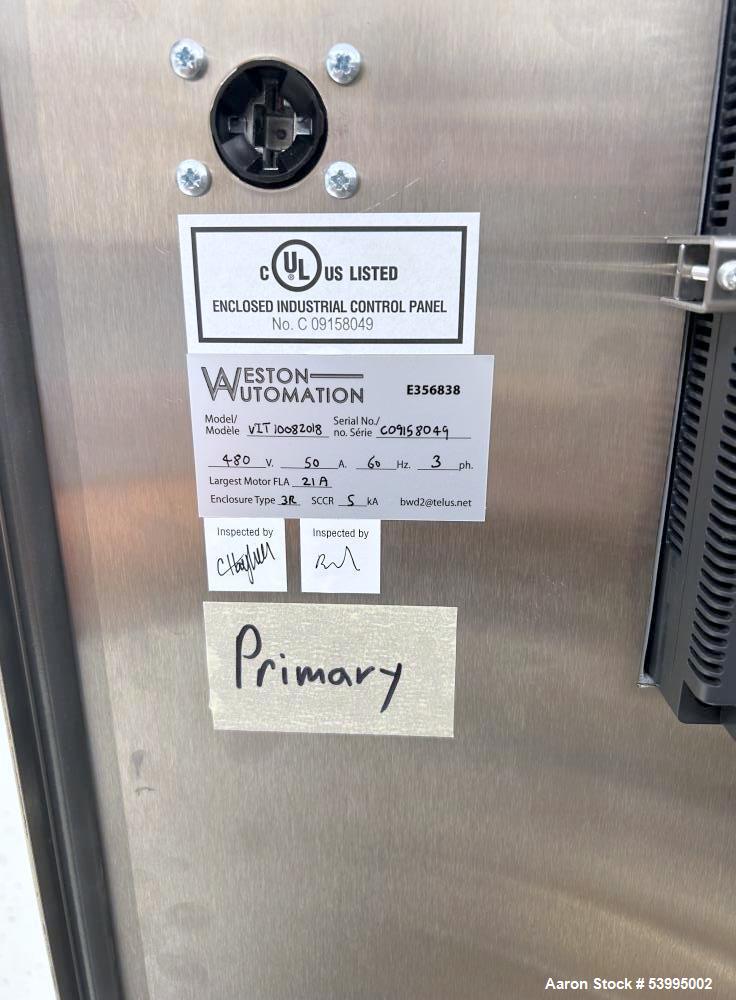 C UL US LISTED
®
ENCLOSED INDUSTRIAL CONTROL PANEL
No. C 09158049
WESTON AUTOMATION
E356838
Model/ Modèle VIT10082018 Serial No./ no. Série C09158049
480 V. 50 A. 60 Hz. 3 ph.
Largest Motor FLA 21A
Enclosure Type 3R SCCR 5 kA bwd2@telus.net
Inspected by Inspected by
Primary
Aaron Stock # 53995002